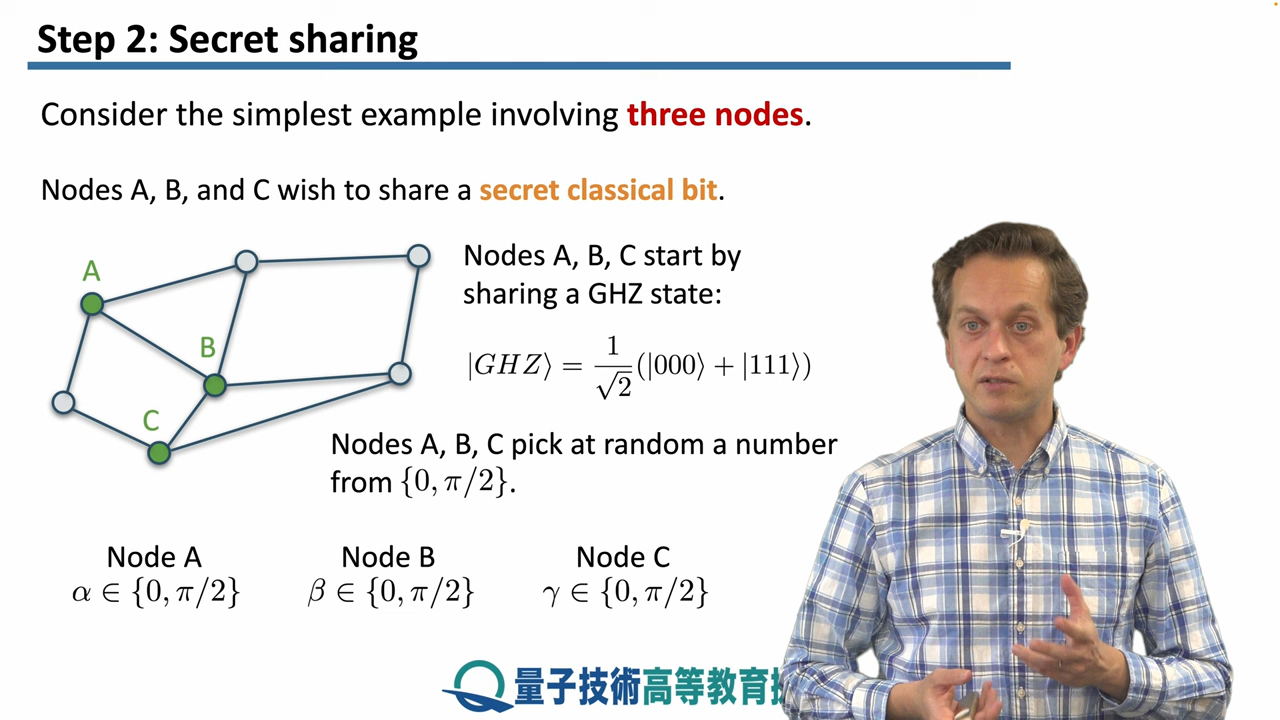 Step 2: Secret sharing
Consider the simplest example involving three nodes.
Nodes A, B, and C wish to share a secret classical bit.
A
B
C
Nodes A, B, C start by
sharing a GHZ state:
|GHZ⟩ = 1/√2 (|000⟩ + |111⟩)
Nodes A, B, C pick at random a number
from {0, π/2}.
Node A
α ∈ {0, π/2}
Node B
β ∈ {0, π/2}
Node C
γ ∈ {0, π/2}
量子技術高等教育